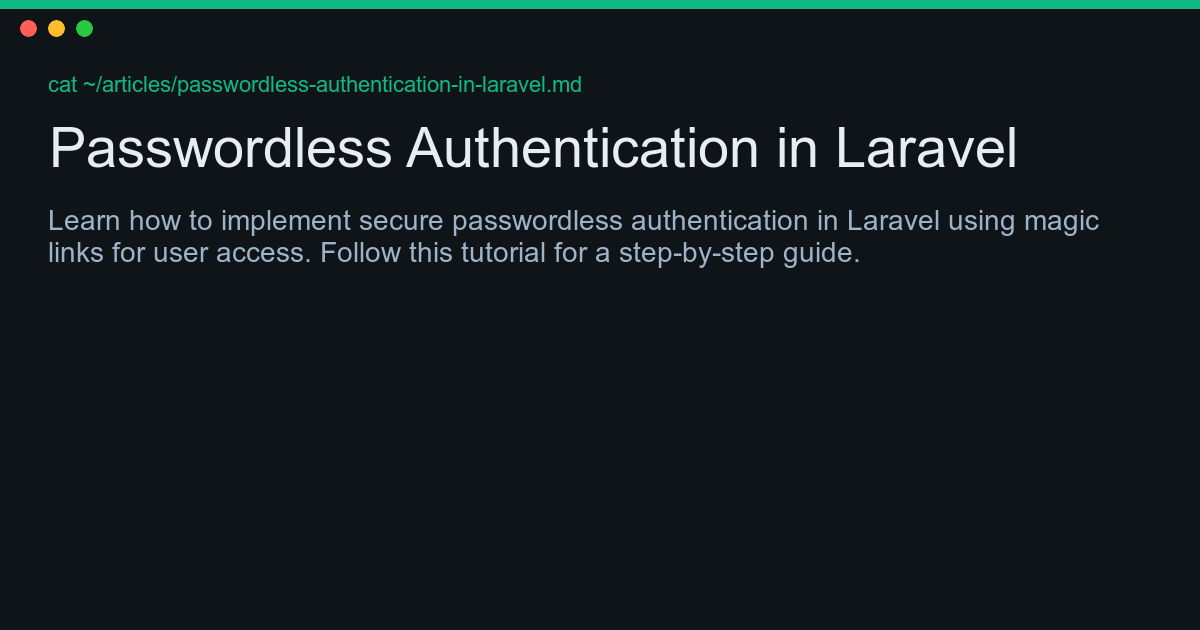 cat ~/articles/passwordless-authentication-in-laravel.md
Passwordless Authentication in Laravel
Learn how to implement secure passwordless authentication in Laravel using magic
links for user access. Follow this tutorial for a step-by-step guide.